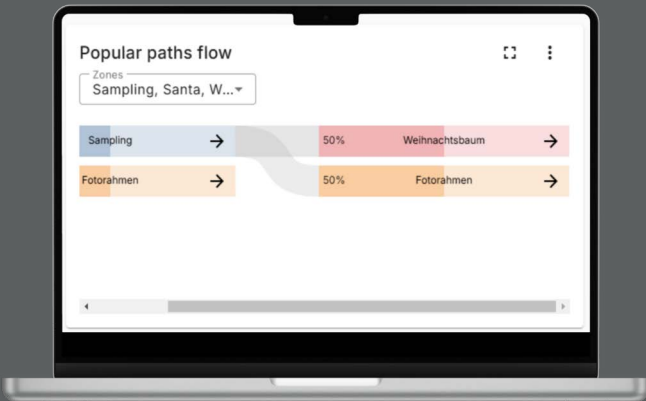 Popular paths flow
Zones
Sampling, Santa, W...
Sampling
50%
Weihnachtsbaum
Fotorahmen
50%
Fotorahmen